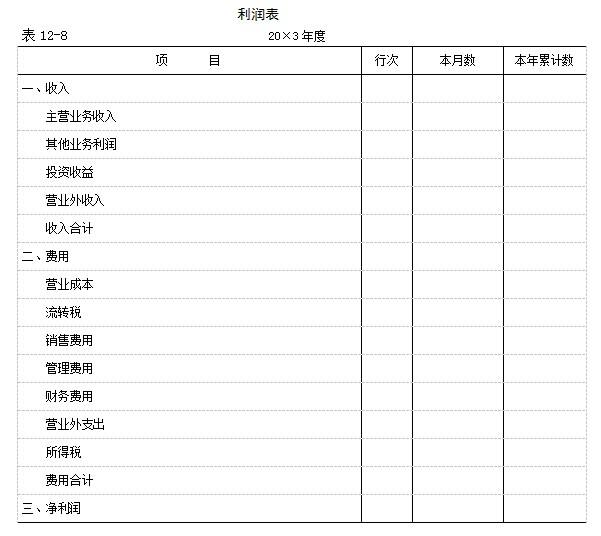 利润表
表 12-8 20×3 年度
项 目 行次 本月数 本年累计数
一、收入
主营业务收入
其他业务利润
投资收益
营业外收入
收入合计
二、费用
营业成本
流转税
销售费用
管理费用
财务费用
营业外支出
所得税
费用合计
三、净利润